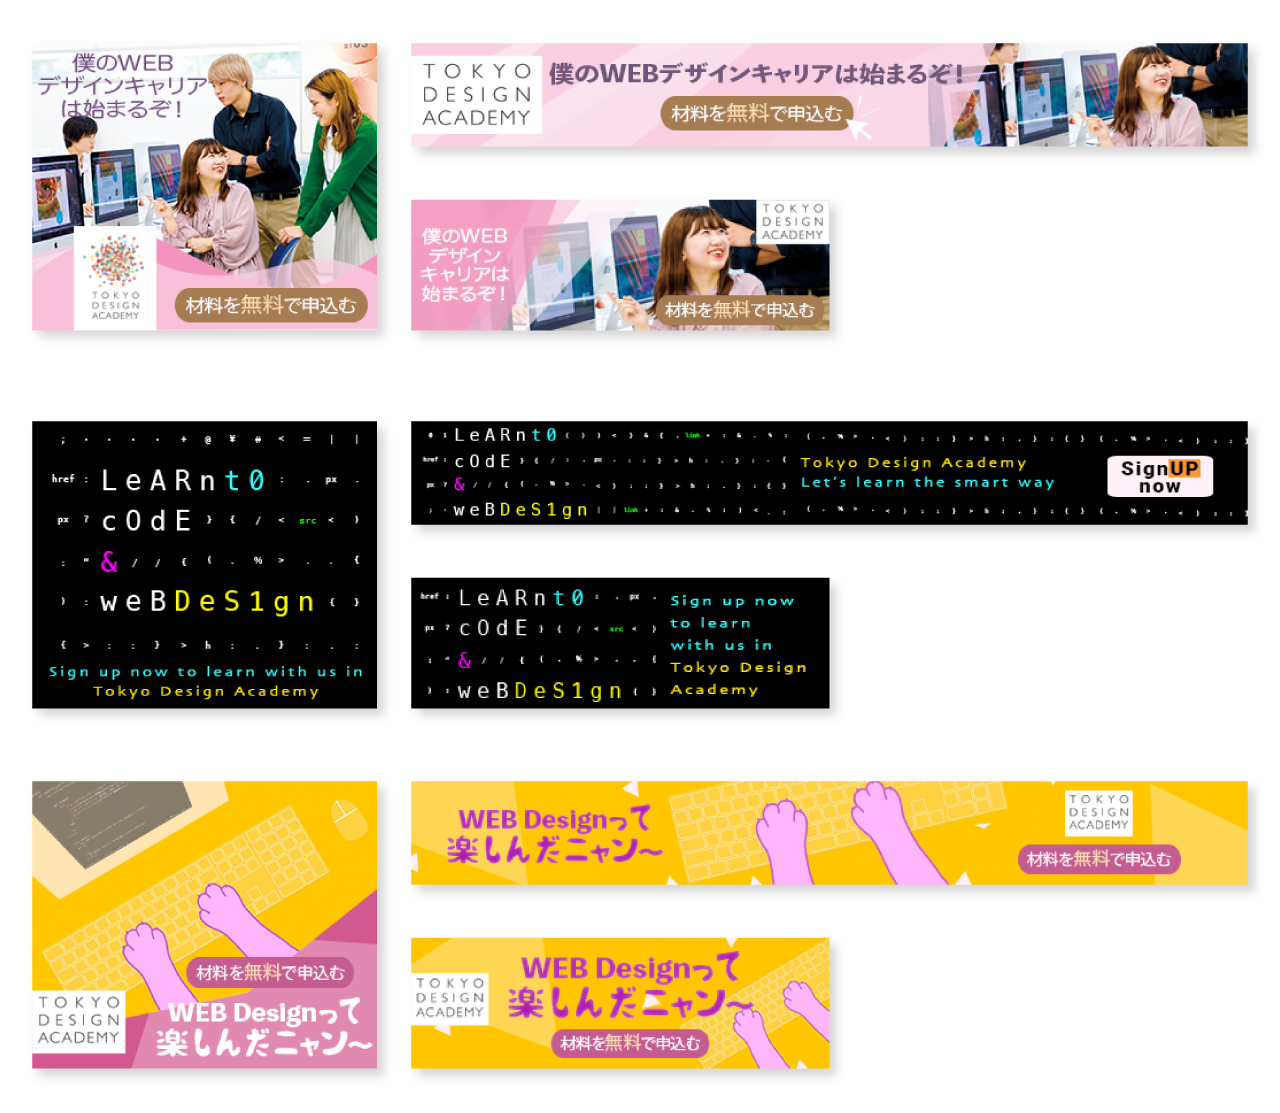 僕のWEB
デザインキャリア
は始まるぞ！
TOKYO
DESIGN
ACADEMY
材料を無料で申込む
TOKYO
DESIGN
ACADEMY
僕のWEBデザインキャリアは始まるぞ！
材料を無料で申込む
僕のWEB
デザイン
キャリアは
始まるぞ！
TOKYO
DESIGN
ACADEMY
材料を無料で申込む
; . . . . + @ ¥ # < = | |
href : LeARnt0 : . px .
px ? cOdE } { / < src < )
: " & / / { ( . % > . . {
) : weBDeS1gn { }
{ > : : } > h : . } : . :
Sign up now to learn with us in
Tokyo Design Academy
LeARnt0
href : cOdE
px ? &
weBDeS1gn
Tokyo Design Academy
Let's learn the smart way
SignUP
now
href : LeARnt0 : . px .
px ? cOdE } { / < src < )
: " & / / { ( . % > . . {
) : weBDeS1gn { }
Sign up now
to learn
with us in
Tokyo Design
Academy
材料を無料で申込む
TOKYO
DESIGN
ACADEMY
WEB Designって
楽しんだニャン〜
WEB Designって
楽しんだニャン〜
TOKYO
DESIGN
ACADEMY
材料を無料で申込む
TOKYO
DESIGN
ACADEMY
WEB Designって
楽しんだニャン〜
材料を無料で申込む